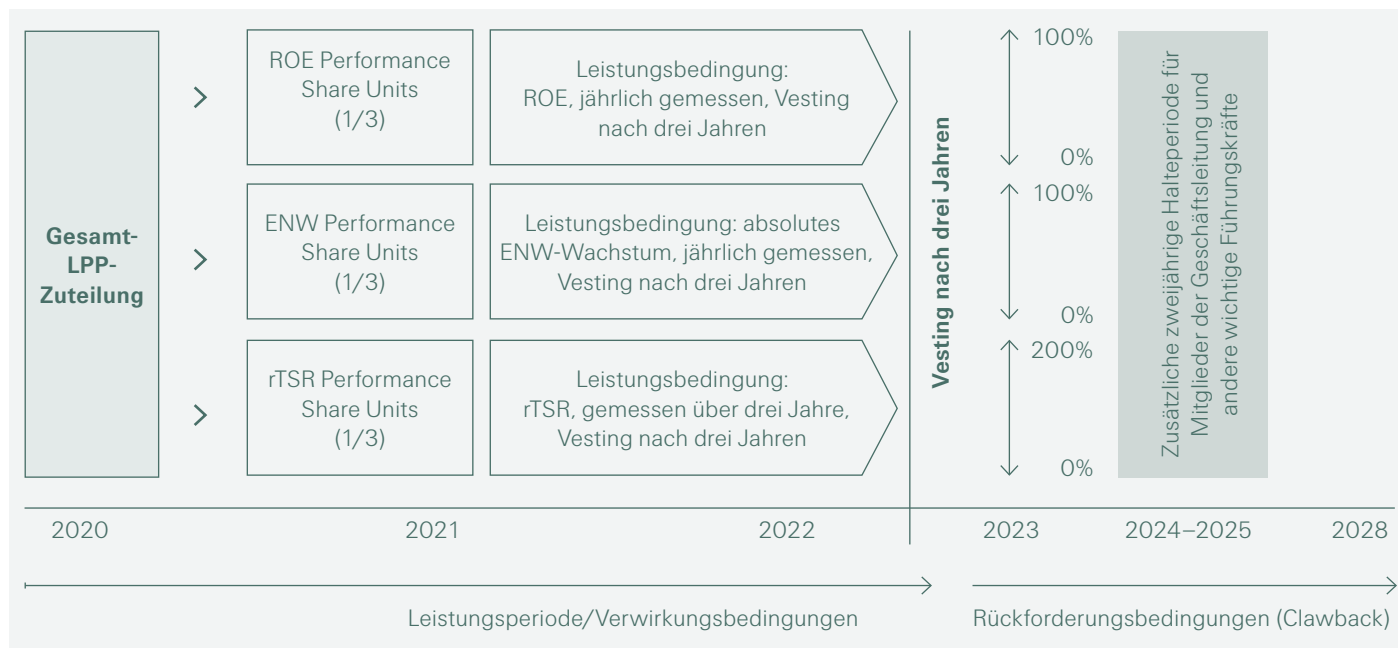 Gesamt-
LPP-
Zuteilung
>
ROE Performance
Share Units
(1/3)
Leistungsbedingung:
ROE, jährlich gemessen, Vesting
nach drei Jahren
>
ENW Performance
Share Units
(1/3)
Leistungsbedingung: absolutes
ENW-Wachstum, jährlich gemessen,
Vesting nach drei Jahren
>
rTSR Performance
Share Units
(1/3)
Leistungsbedingung:
rTSR, gemessen über drei Jahre,
Vesting nach drei Jahren
Vesting nach drei Jahren
100%
0%
100%
0%
200%
0%
Zusätzliche zweijährige Halteperiode für
Mitglieder der Geschäftsleitung und
andere wichtige Führungskräfte
2020
2021
2022
2023
2024–2025
2028
Leistungsperiode/Verwirkungsbedingungen
Rückforderungsbedingungen (Clawback)